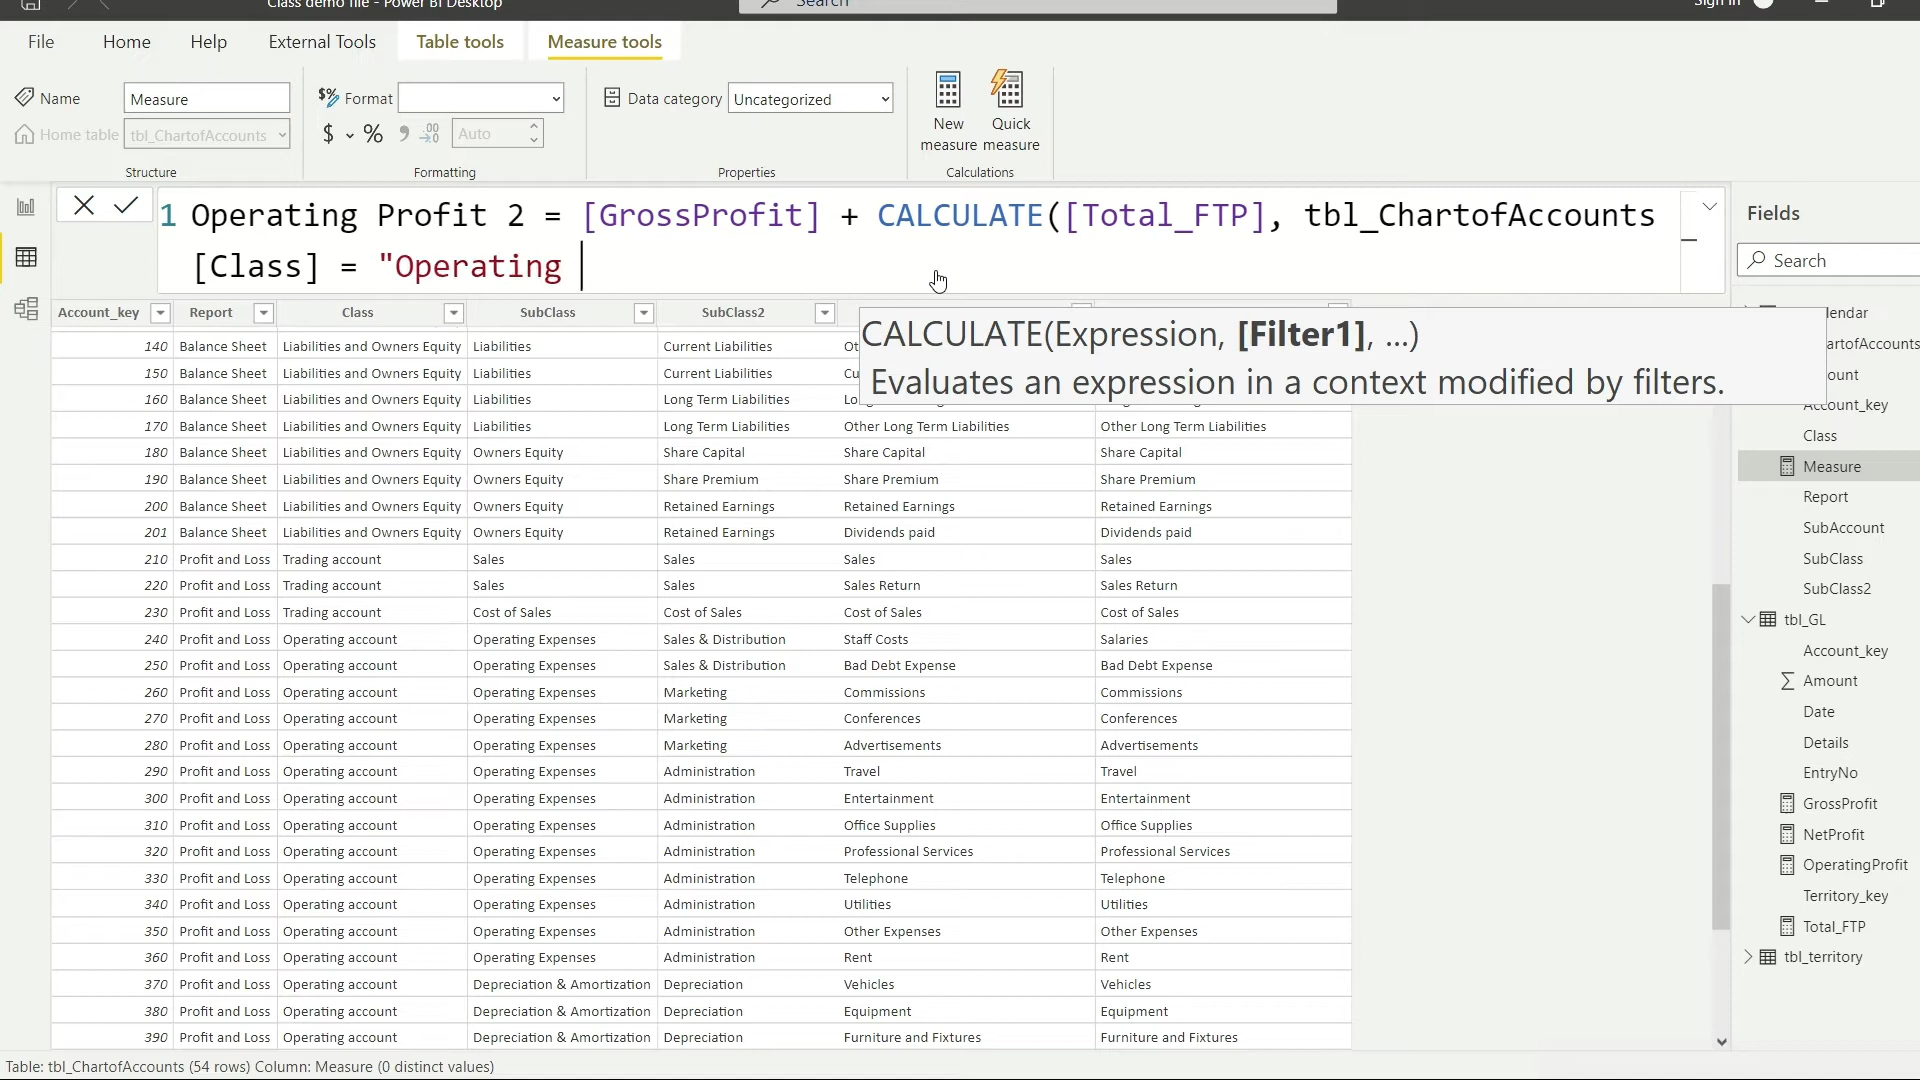 Class demo file - Power BI Desktop
Search
Sign in
File Home Help External Tools Table tools Measure tools
Name Measure
Home table tbl_ChartofAccounts
Structure
$% Format
$ % 9 .00 Auto
Formatting
Data category Uncategorized
Properties
New measure
Quick measure
Calculations
1 Operating Profit 2 = [GrossProfit] + CALCULATE([Total_FTP], tbl_ChartofAccounts
[Class] = "Operating
CALCULATE(Expression, [Filter1], ...)
Evaluates an expression in a context modified by filters.
Account_key Report Class SubClass SubClass2
140 Balance Sheet Liabilities and Owners Equity Liabilities Current Liabilities Ot
150 Balance Sheet Liabilities and Owners Equity Liabilities Current Liabilities Cu
160 Balance Sheet Liabilities and Owners Equity Liabilities Long Term Liabilities Lo
170 Balance Sheet Liabilities and Owners Equity Liabilities Long Term Liabilities Other Long Term Liabilities Other Long Term Liabilities
180 Balance Sheet Liabilities and Owners Equity Owners Equity Share Capital Share Capital Share Capital
190 Balance Sheet Liabilities and Owners Equity Owners Equity Share Premium Share Premium Share Premium
200 Balance Sheet Liabilities and Owners Equity Owners Equity Retained Earnings Retained Earnings Retained Earnings
201 Balance Sheet Liabilities and Owners Equity Owners Equity Retained Earnings Dividends paid Dividends paid
210 Profit and Loss Trading account Sales Sales Sales Sales
220 Profit and Loss Trading account Sales Sales Sales Return Sales Return
230 Profit and Loss Trading account Cost of Sales Cost of Sales Cost of Sales Cost of Sales
240 Profit and Loss Operating account Operating Expenses Sales & Distribution Staff Costs Salaries
250 Profit and Loss Operating account Operating Expenses Sales & Distribution Bad Debt Expense Bad Debt Expense
260 Profit and Loss Operating account Operating Expenses Marketing Commissions Commissions
270 Profit and Loss Operating account Operating Expenses Marketing Conferences Conferences
280 Profit and Loss Operating account Operating Expenses Marketing Advertisements Advertisements
290 Profit and Loss Operating account Operating Expenses Administration Travel Travel
300 Profit and Loss Operating account Operating Expenses Administration Entertainment Entertainment
310 Profit and Loss Operating account Operating Expenses Administration Office Supplies Office Supplies
320 Profit and Loss Operating account Operating Expenses Administration Professional Services Professional Services
330 Profit and Loss Operating account Operating Expenses Administration Telephone Telephone
340 Profit and Loss Operating account Operating Expenses Administration Utilities Utilities
350 Profit and Loss Operating account Operating Expenses Administration Other Expenses Other Expenses
360 Profit and Loss Operating account Operating Expenses Administration Rent Rent
370 Profit and Loss Operating account Depreciation & Amortization Depreciation Vehicles Vehicles
380 Profit and Loss Operating account Depreciation & Amortization Depreciation Equipment Equipment
390 Profit and Loss Operating account Depreciation & Amortization Depreciation Furniture and Fixtures Furniture and Fixtures
Table: tbl_ChartofAccounts (54 rows) Column: Measure (0 distinct values)
Fields
Search
lendar
artofAccounts
ount
Account_key
Class
Measure
Report
SubAccount
SubClass
SubClass2
tbl_GL
Account_key
Amount
Date
Details
EntryNo
GrossProfit
NetProfit
OperatingProfit
Territory_key
Total_FTP
tbl_territory